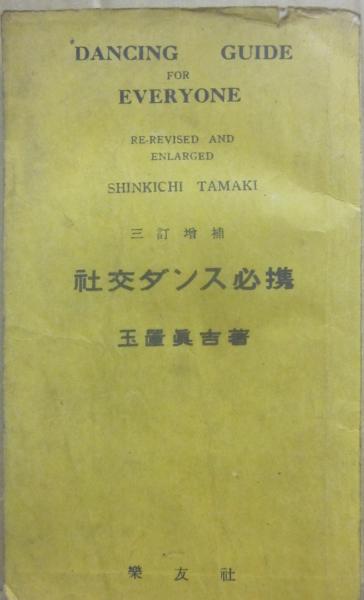 DANCING GUIDE
FOR
EVERYONE
RE-REVISED AND
ENLARGED
SHINKICHI TAMAKI
三訂增補
社交ダンス必携
玉置眞吉著
樂友社